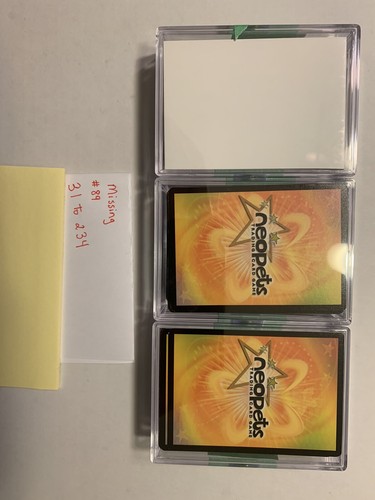 Missing
#89
31 to 234
neopets
TRADING CARD GAME
neopets
TRADING CARD GAME